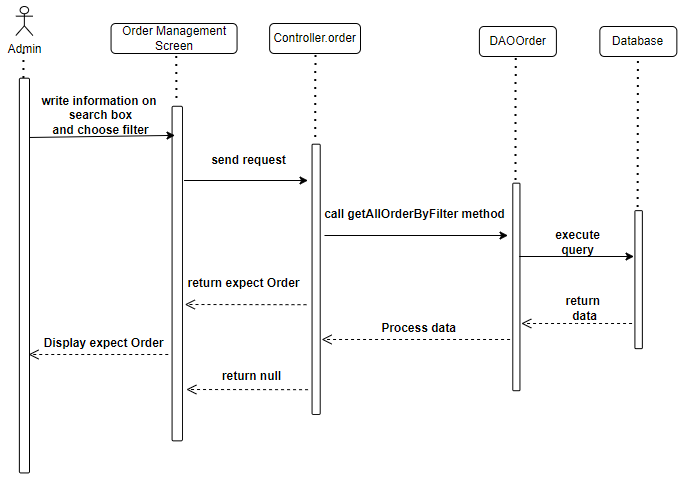 Admin
Order Management
Screen
Controller.order
DAOOrder
Database
write information on
search box
and choose filter
send request
call getAllOrderByFilter method
execute
query
return expect Order
return
data
Process data
Display expect Order
return null